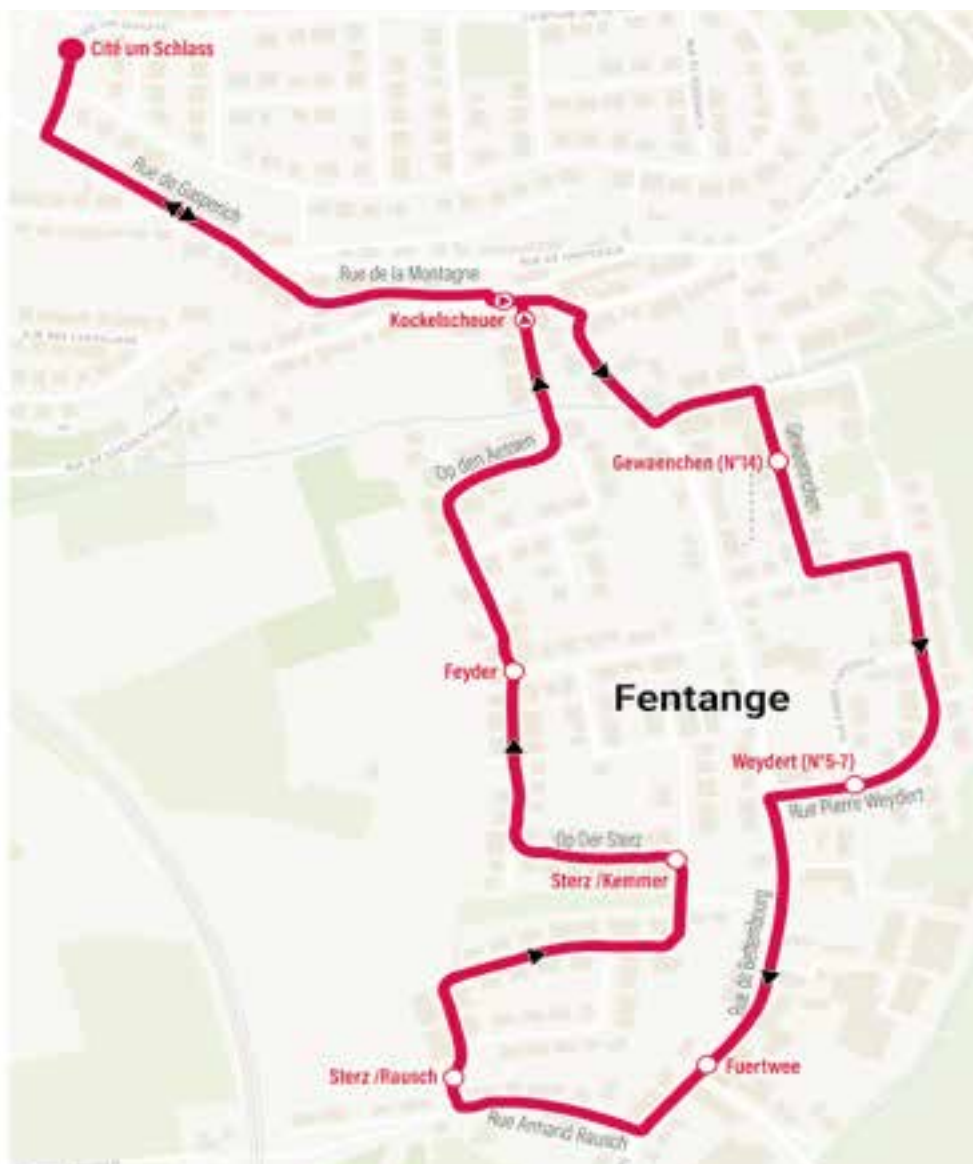 Cité um Schlass
Rue de Gasperich
Rue de la Montagne
Kockelscheuer
Op den Aessen
Gewaenchen (N°14)
Gewaenchen
Feyder
Fentange
Weydert (N°5-7)
Rue Pierre Weydert
Op Der Sterz
Sterz /Kemmer
Rue de Bettembourg
Sterz /Rausch
Fuertwee
Rue Armand Rausch